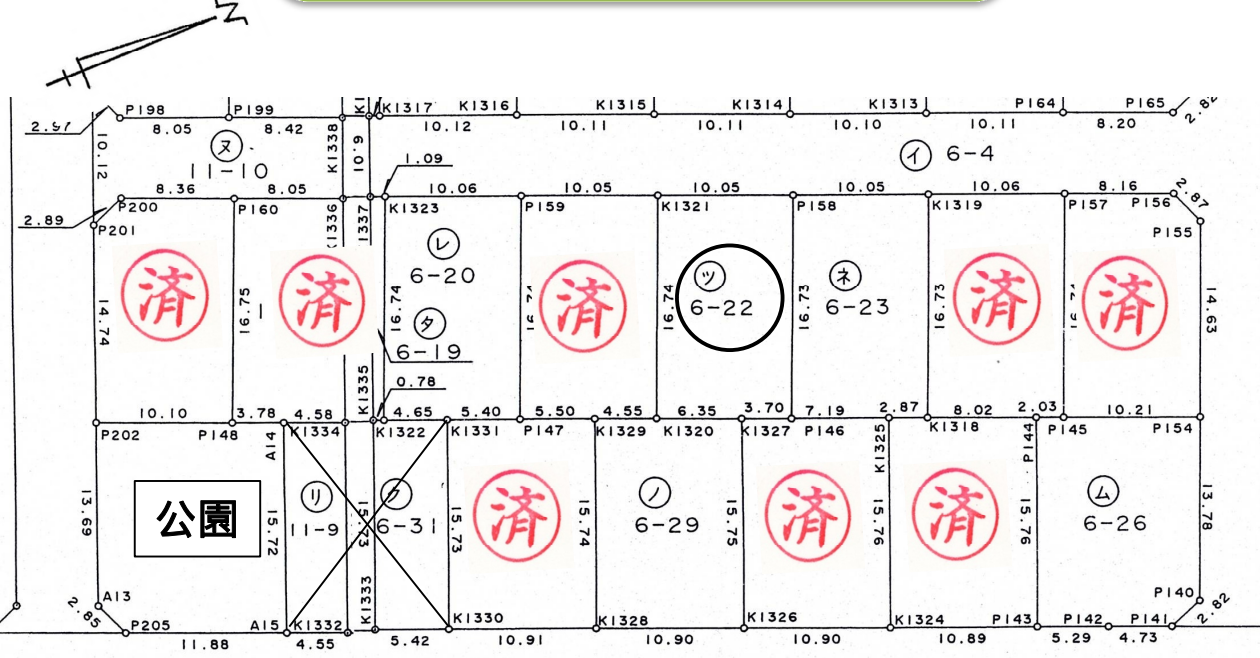 N
P198 P199 K1317 K1316 K1315 K1314 K1313 P164 P165
2.97 8.05 8.42 10.12 10.11 10.11 10.10 10.11 8.20 2.82
10.12 ヌ K1338 10.9
11-10 1.09 イ 6-4
8.36 8.05 10.06 10.05 10.05 10.05 10.06 8.16 2.87
2.89 P200 P160 K1336 1337 K1323 P159 K1321 P158 K1319 P157 P156
P201 P155
レ
6-20
済 済 済 ツ ネ 済 済
6-22 6-23
14.74 16.75 16.74 16.74 16.73 16.73 14.63
タ
6-19
K1335 0.78
10.10 3.78 4.58 4.65 5.40 5.50 4.55 6.35 3.70 7.19 2.87 8.02 2.03 10.21
P202 P148 A14 K1334 K1322 K1331 P147 K1329 K1320 K1327 P146 K1325 K1318 P144 P145 P154
公園 リ ク 済 ノ 済 済 ム
11-9 6-31 6-29 6-26
13.69 15.72 15.73 15.73 15.74 15.75 15.76 15.76 13.78
K1333
A13 P140
2.85 P205 A15 K1332 K1330 K1328 K1326 K1324 P143 P142 P141 2.82
11.88 4.55 5.42 10.91 10.90 10.90 10.89 5.29 4.73